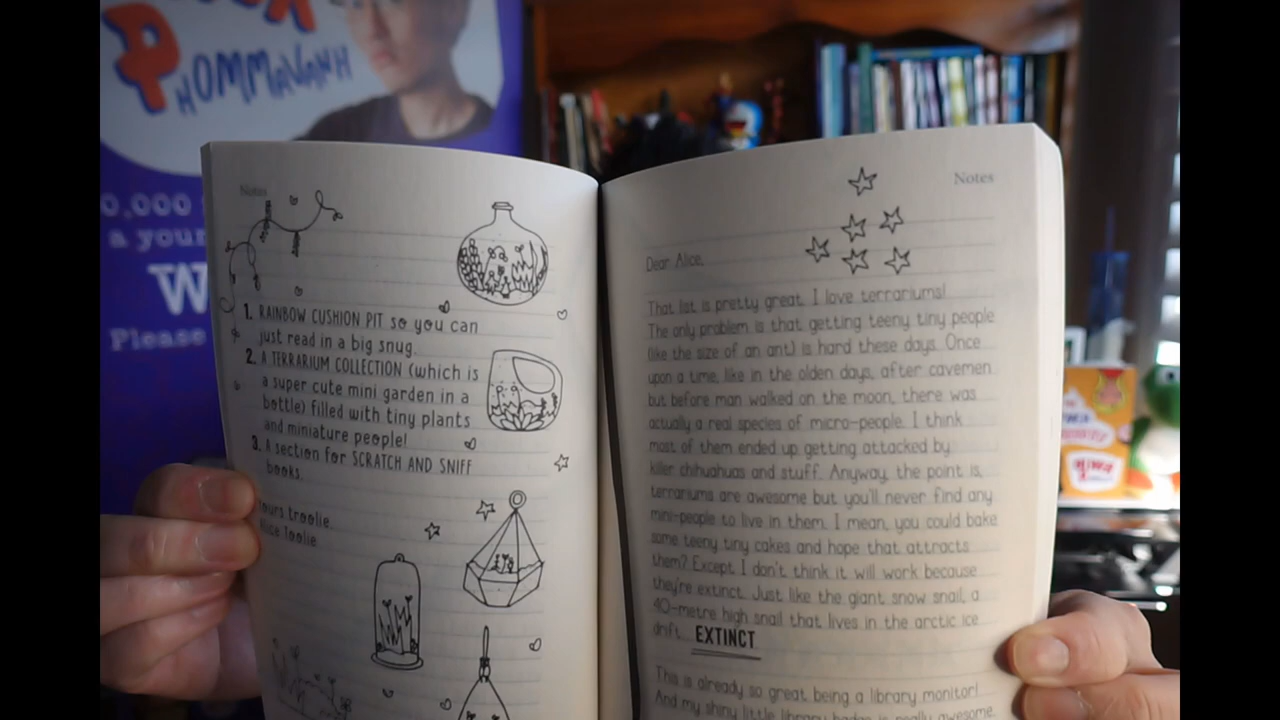 P
PHOMMAVANH
0,000
a your
W
Please
Notes
1. RAINBOW CUSHION PIT so you can
just read in a big snug.
2. A TERRARIUM COLLECTION (which is
a super cute mini garden in a
bottle) filled with tiny plants
and miniature people!
3. A section for SCRATCH AND SNIFF
books.
Yours troolie
Alice Toolie
Notes
Dear Alice,
That list is pretty great. I love terrariums!
The only problem is that getting teeny tiny people
(like the size of an ant) is hard these days. Once
upon a time, like in the olden days, after cavemen
but before man walked on the moon, there was
actualy a real species of micro-people. I think
most of them ended up getting attacked by
killer chihuahuas and stuff. Anyway, the point is,
terrariums are awesome but you'll never find any
mini-people to live in them. I mean, you could bake
some teeny tiny cakes and hope that attracts
them? Except I don't think it will work because
they're extinct. Just like the giant snow snail, a
40-metre high snail that lives in the arctic ice
drift. EXTINCT
This is already so great being a library monitor!
And my shiny little library badge is really awesome.